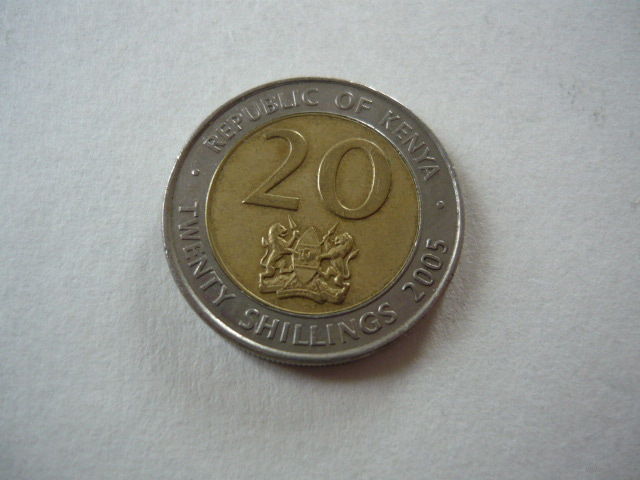 REPUBLIC OF KENYA
20
TWENTY SHILLINGS 2005